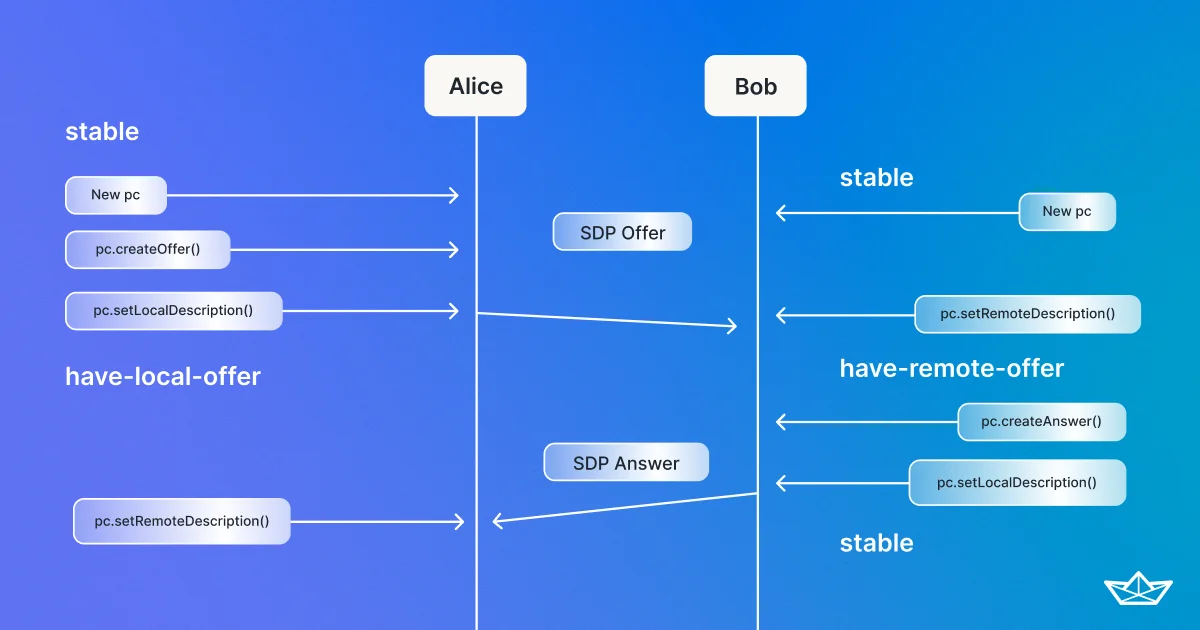 Alice
Bob
stable
stable
New pc
New pc
SDP Offer
pc.createOffer()
pc.setLocalDescription()
pc.setRemoteDescription()
have-local-offer
have-remote-offer
pc.createAnswer()
SDP Answer
pc.setLocalDescription()
pc.setRemoteDescription()
stable